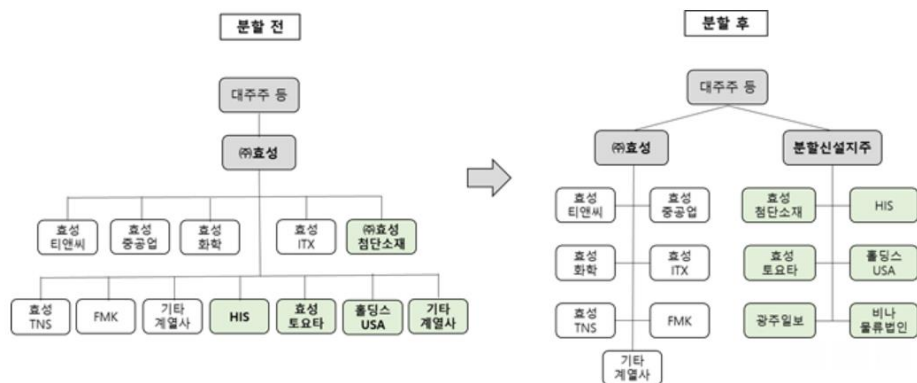 분할 전
대주주 등
㈜효성
효성
티앤씨
효성
중공업
효성
화학
효성
ITX
㈜효성
첨단소재
효성
TNS
FMK
기타
계열사
HIS
효성
토요타
홀딩스
USA
기타
계열사
분할 후
대주주 등
㈜효성
분할신설지주
효성
티앤씨
효성
중공업
효성
첨단소재
HIS
효성
화학
효성
ITX
효성
토요타
홀딩스
USA
효성
TNS
FMK
광주일보
비나
물류법인
기타
계열사